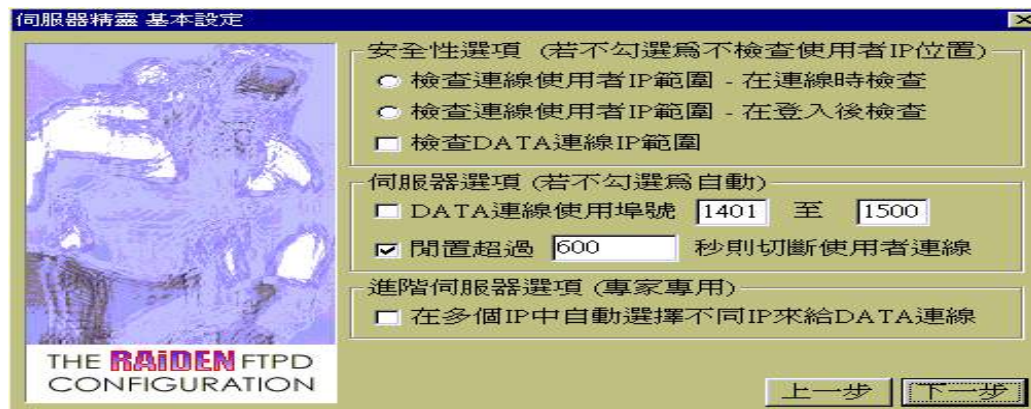 伺服器精靈 基本設定
安全性選項 (若不勾選為不檢查使用者IP位置)
檢查連線使用者IP範圍 - 在連線時檢查
檢查連線使用者IP範圍 - 在登入後檢查
檢查DATA連線IP範圍
伺服器選項 (若不勾選為自動)
DATA連線使用埠號 1401 至 1500
閒置超過 600 秒則切斷使用者連線
進階伺服器選項 (專家專用)
在多個IP中自動選擇不同IP來給DATA連線
THE RAiDEN FTPD
CONFIGURATION
上一步 下一步